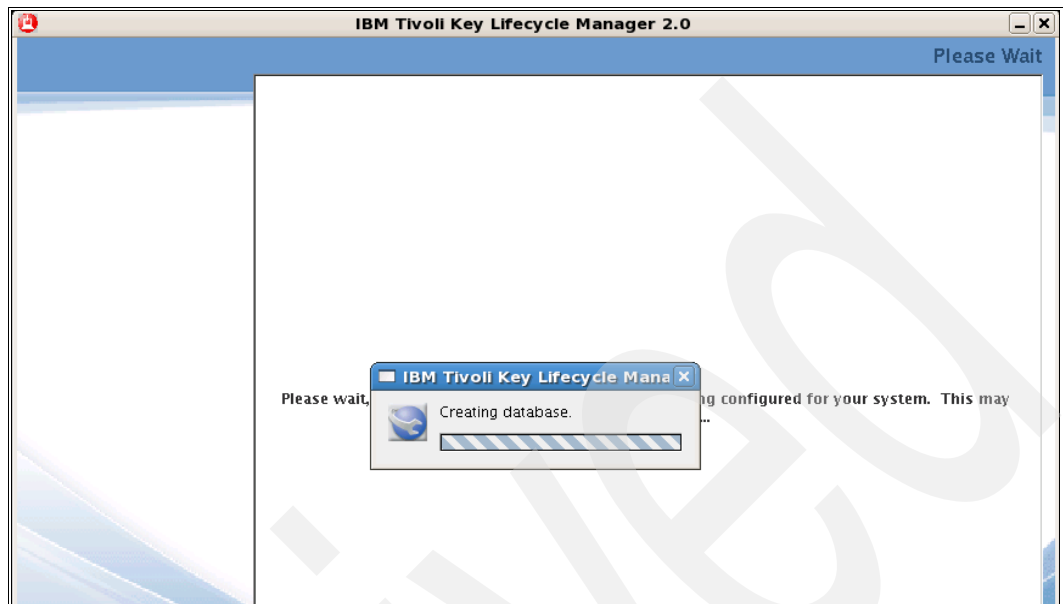 IBM Tivoli Key Lifecycle Manager 2.0
Please Wait
IBM Tivoli Key Lifecycle Mana
Creating database.
Please wait, ng configured for your system. This may
...
ived